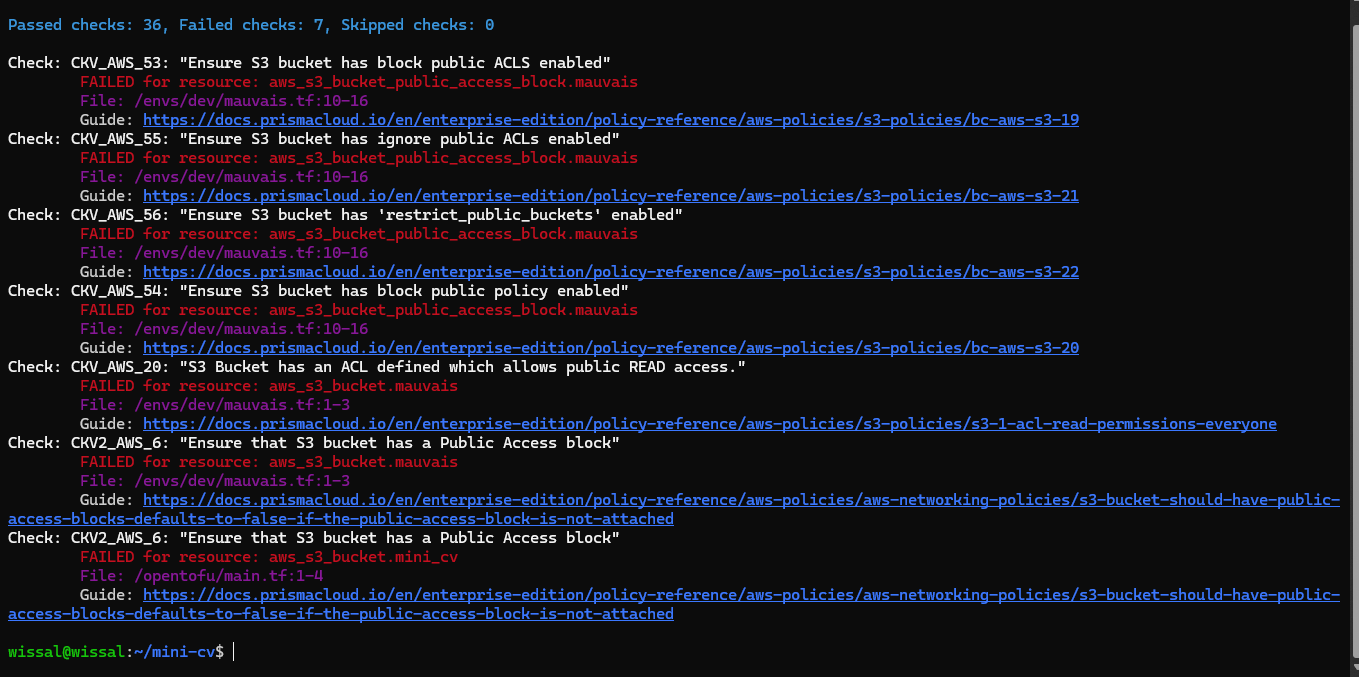 Passed checks: 36, Failed checks: 7, Skipped checks: 0
Check: CKV_AWS_53: "Ensure S3 bucket has block public ACLS enabled"
FAILED for resource: aws_s3_bucket_public_access_block.mauvais
File: /envs/dev/mauvais.tf:10-16
Guide: https://docs.prismacloud.io/en/enterprise-edition/policy-reference/aws-policies/s3-policies/bc-aws-s3-19
Check: CKV_AWS_55: "Ensure S3 bucket has ignore public ACLs enabled"
FAILED for resource: aws_s3_bucket_public_access_block.mauvais
File: /envs/dev/mauvais.tf:10-16
Guide: https://docs.prismacloud.io/en/enterprise-edition/policy-reference/aws-policies/s3-policies/bc-aws-s3-21
Check: CKV_AWS_56: "Ensure S3 bucket has 'restrict_public_buckets' enabled"
FAILED for resource: aws_s3_bucket_public_access_block.mauvais
File: /envs/dev/mauvais.tf:10-16
Guide: https://docs.prismacloud.io/en/enterprise-edition/policy-reference/aws-policies/s3-policies/bc-aws-s3-22
Check: CKV_AWS_54: "Ensure S3 bucket has block public policy enabled"
FAILED for resource: aws_s3_bucket_public_access_block.mauvais
File: /envs/dev/mauvais.tf:10-16
Guide: https://docs.prismacloud.io/en/enterprise-edition/policy-reference/aws-policies/s3-policies/bc-aws-s3-20
Check: CKV_AWS_20: "S3 Bucket has an ACL defined which allows public READ access."
FAILED for resource: aws_s3_bucket.mauvais
File: /envs/dev/mauvais.tf:1-3
Guide: https://docs.prismacloud.io/en/enterprise-edition/policy-reference/aws-policies/s3-policies/s3-1-acl-read-permissions-everyone
Check: CKV2_AWS_6: "Ensure that S3 bucket has a Public Access block"
FAILED for resource: aws_s3_bucket.mauvais
File: /envs/dev/mauvais.tf:1-3
Guide: https://docs.prismacloud.io/en/enterprise-edition/policy-reference/aws-policies/aws-networking-policies/s3-bucket-should-have-public-
access-blocks-defaults-to-false-if-the-public-access-block-is-not-attached
Check: CKV2_AWS_6: "Ensure that S3 bucket has a Public Access block"
FAILED for resource: aws_s3_bucket.mini_cv
File: /opentofu/main.tf:1-4
Guide: https://docs.prismacloud.io/en/enterprise-edition/policy-reference/aws-policies/aws-networking-policies/s3-bucket-should-have-public-
access-blocks-defaults-to-false-if-the-public-access-block-is-not-attached
wissal@wissal:~/mini-cv$